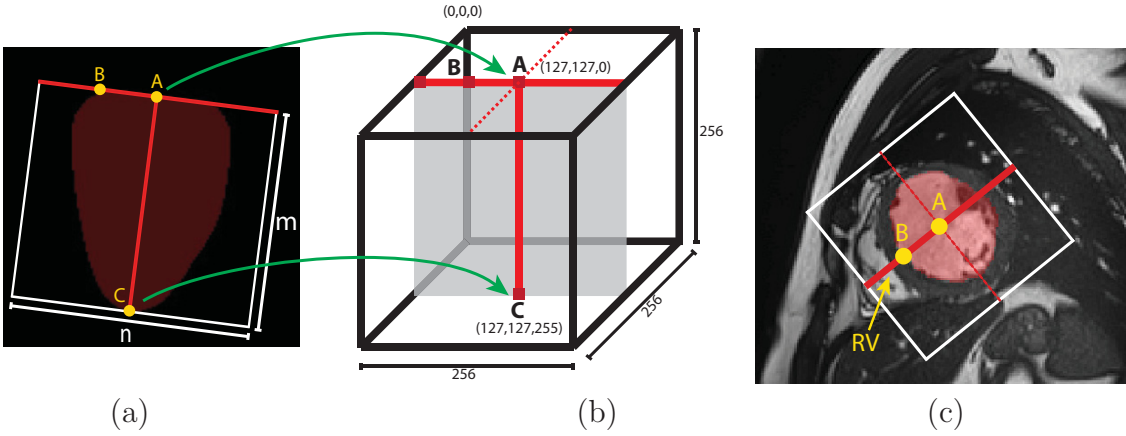 B
A
C
m
n
(a)
(0,0,0)
B
A
(127,127,0)
256
C
(127,127,255)
256
256
(b)
A
B
RV
(c)